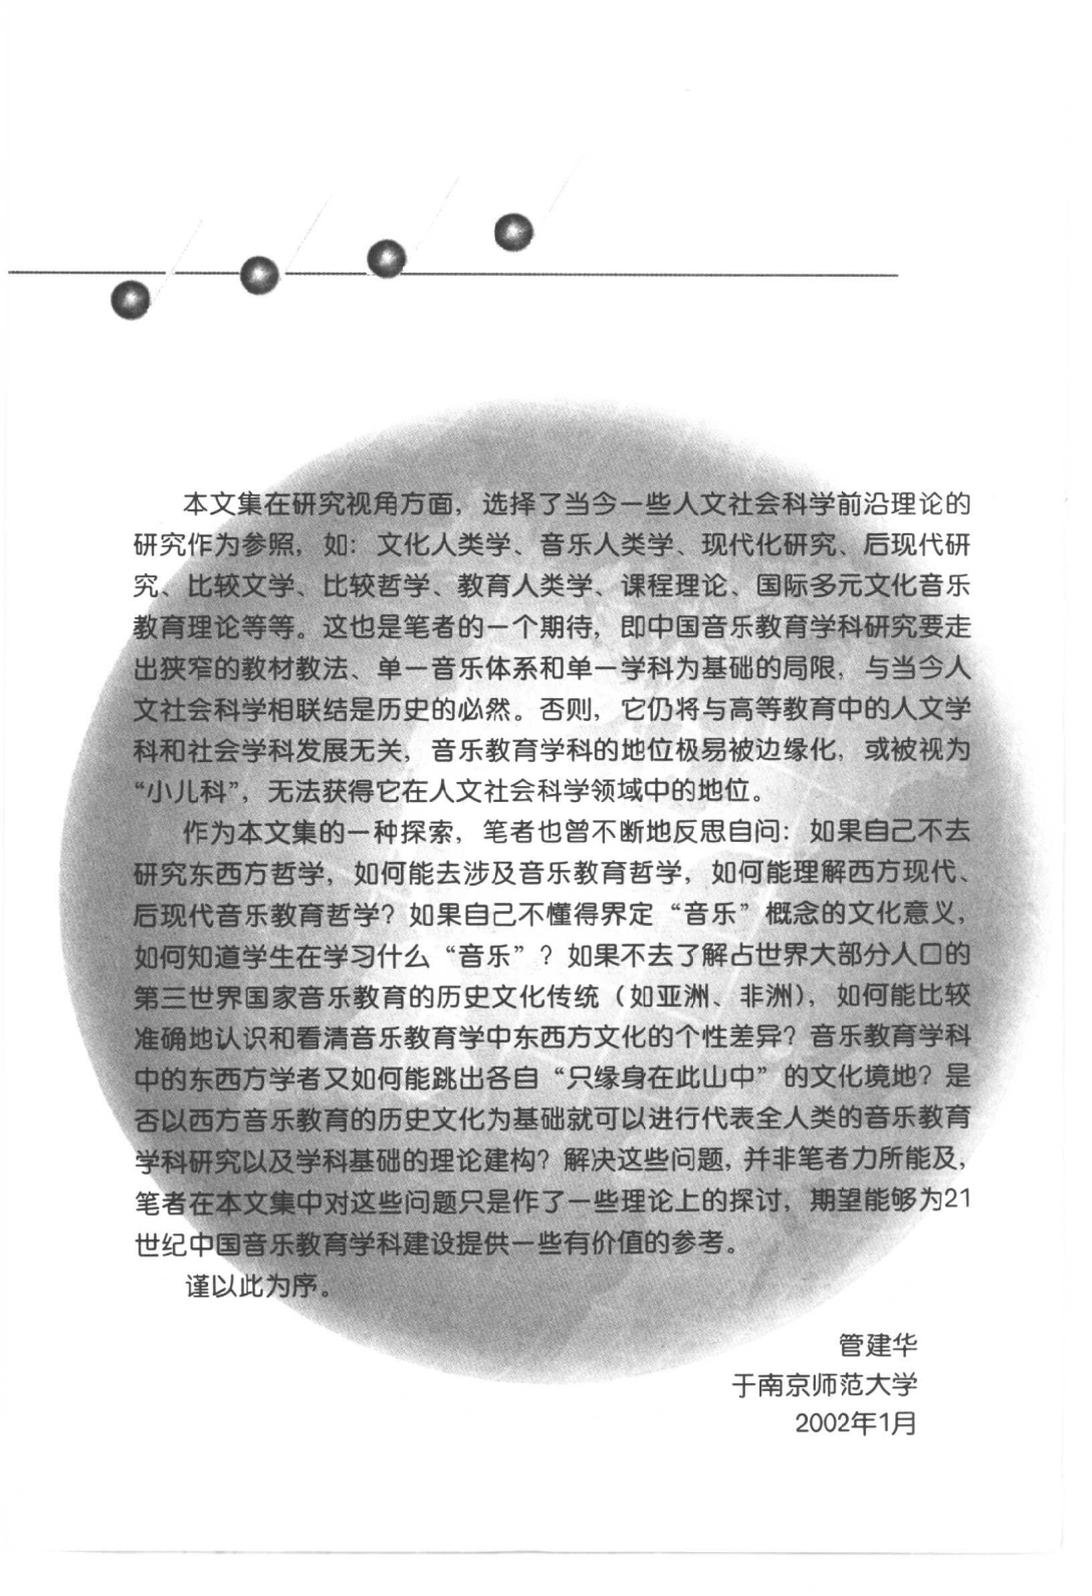 本文集在研究视角方面，选择了当今一些人文社会科学前沿理论的
研究作为参照，如：文化人类学、音乐人类学、现代化研究、后现代研
究、比较文学、比较哲学、教育人类学、课程理论、国际多元文化音乐
教育理论等等。这也是笔者的一个期待，即中国音乐教育学科研究要走
出狭窄的教材教法、单一音乐体系和单一学科为基础的局限，与当今人
文社会科学相联结是历史的必然。否则，它仍将与高等教育中的人文学
科和社会学科发展无关，音乐教育学科的地位极易被边缘化，或被视为
“小儿科”，无法获得它在人文社会科学领域中的地位。
作为本文集的一种探索，笔者也曾不断地反思自问：如果自己不去
研究东西方哲学，如何能去涉及音乐教育哲学，如何能理解西方现代、
后现代音乐教育哲学？如果自己不懂得界定“音乐”概念的文化意义，
如何知道学生在学习什么“音乐”？如果不去了解占世界大部分人口的
第三世界国家音乐教育的历史文化传统（如亚洲、非洲），如何能比较
准确地认识和看清音乐教育学中东西方文化的个性差异？音乐教育学科
中的东西方学者又如何能跳出各自“只缘身在此山中”的文化境地？是
否以西方音乐教育的历史文化为基础就可以进行代表全人类的音乐教育
学科研究以及学科基础的理论建构？解决这些问题，并非笔者力所能及，
笔者在本文集中对这些问题只是作了一些理论上的探讨，期望能够为21
世纪中国音乐教育学科建设提供一些有价值的参考。
谨以此为序。
管建华
于南京师范大学
2002年1月